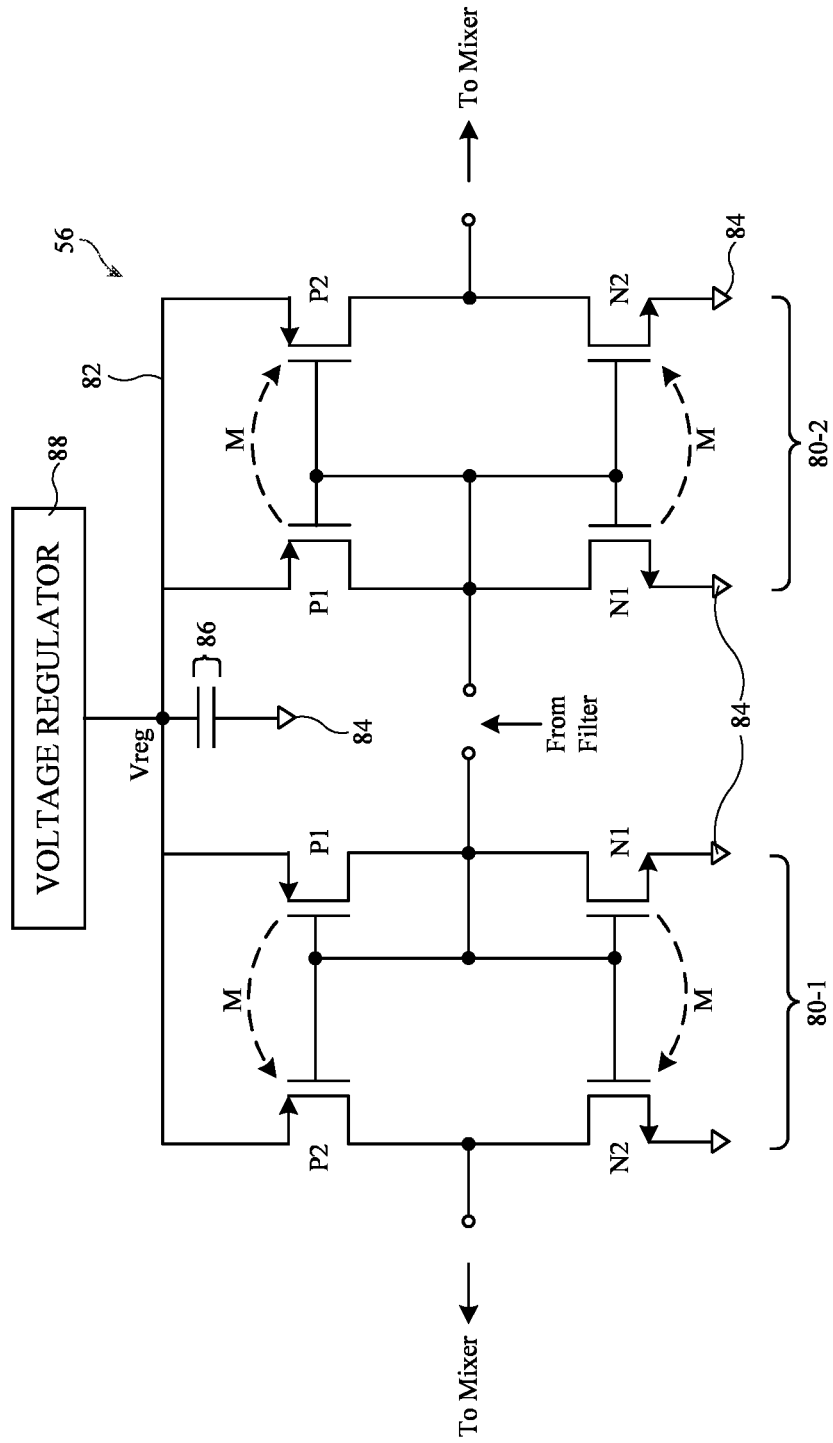 56
VOLTAGE REGULATOR
88
82
Vreg
86
84
P2
M
P1
P1
M
P2
To Mixer
From
Filter
To Mixer
N2
M
N1
N1
M
N2
84
84
80-1
80-2